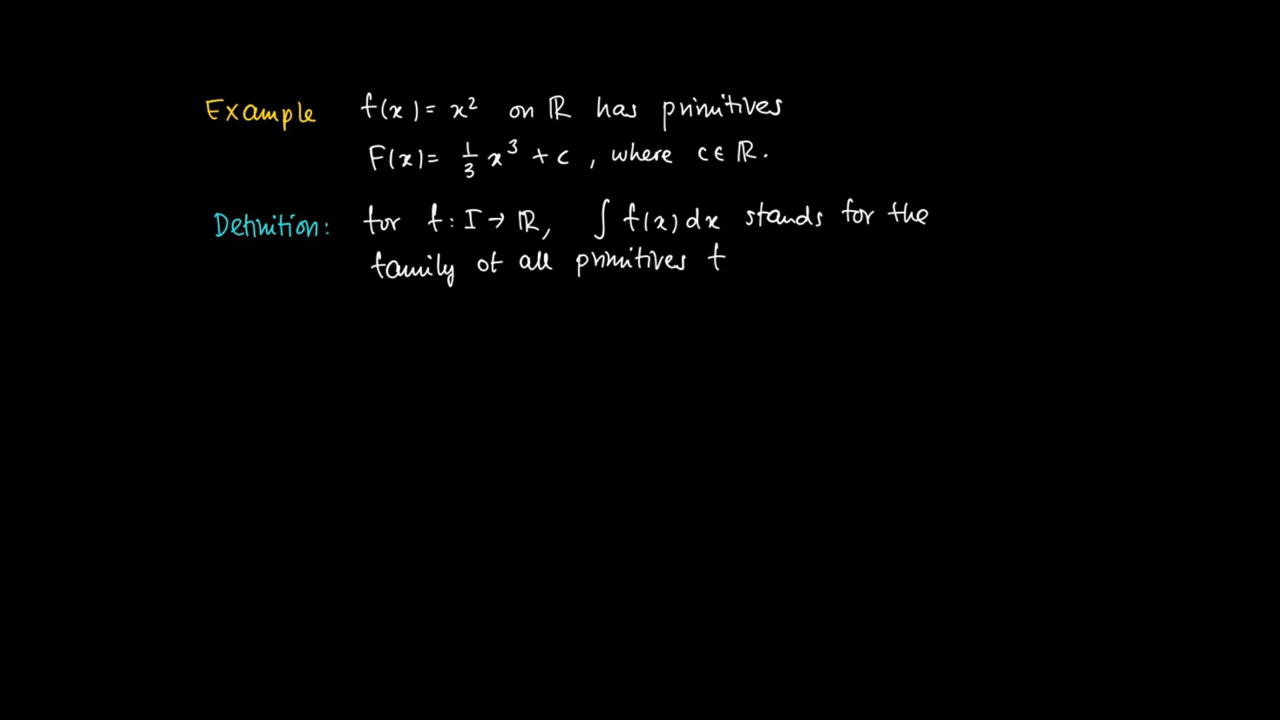 Example f(x) = x² on ℝ has primitives
F(x) = 1/3 x³ + c, where c ∈ ℝ.
Definition: for f: I → ℝ, ∫ f(x) dx stands for the
family of all primitives f